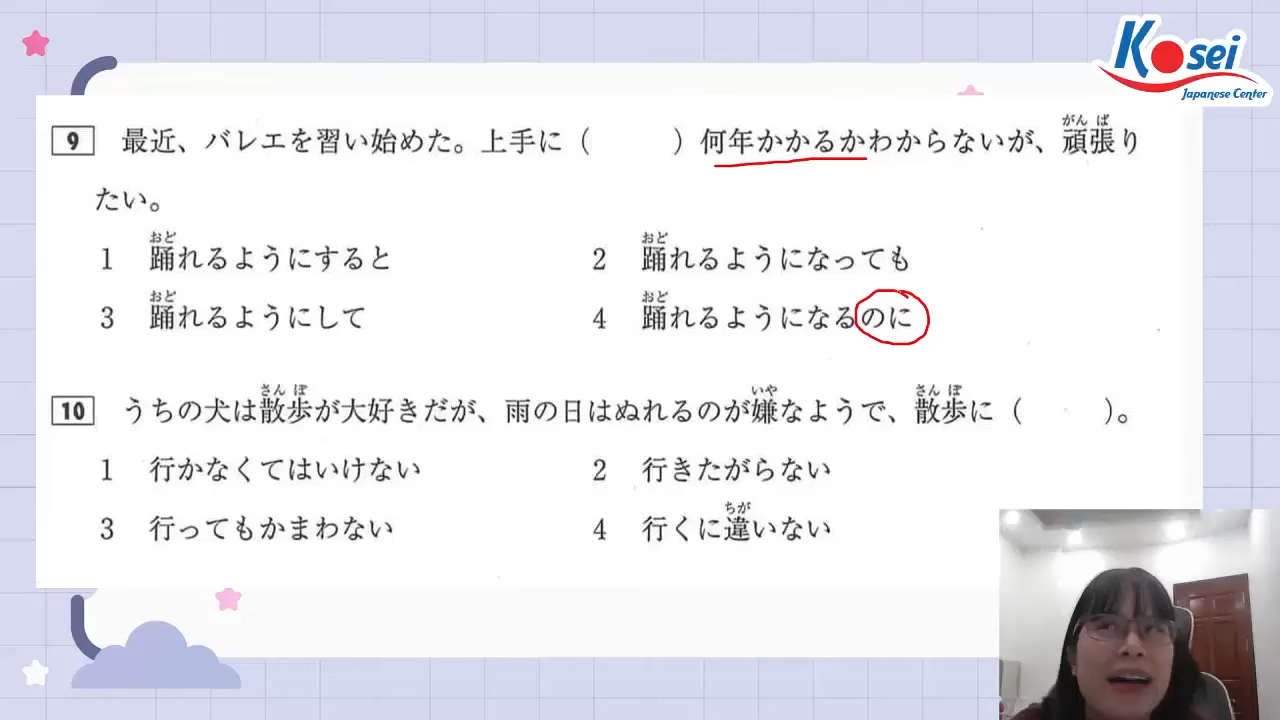 Kosei
Japanese Center
9 最近、バレエを習い始めた。上手に( )何年かかるかわからないが、頑張り
がん ば
たい。
1 踊れるようにすると 2 踊れるようになっても
おど おど
3 踊れるようにして 4 踊れるようになるのに
おど おど
10 うちの犬は散歩が大好きだが、雨の日はぬれるのが嫌なようで、散歩に( )。
さん ぽ いや さん ぽ
1 行かなくてはいけない 2 行きたがらない
3 行ってもかまわない 4 行くに違いない
ちが